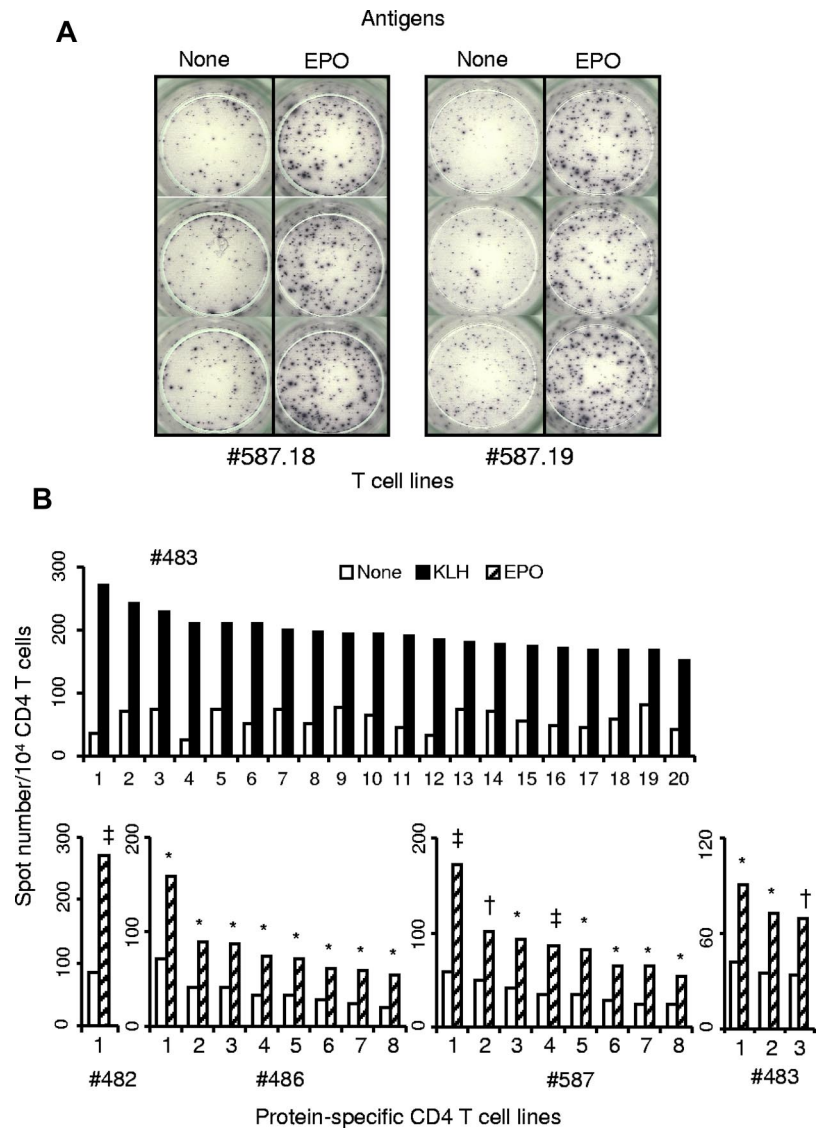 A
Antigens
None EPO None EPO
#587.18 #587.19
T cell lines
B
#483
None KLH EPO
Spot number/10⁴ CD4 T cells
300
200
100
0
1 2 3 4 5 6 7 8 9 10 11 12 13 14 15 16 17 18 19 20
300
200
100
0
‡
1
#482
200
100
0
* * * * * * * *
1 2 3 4 5 6 7 8
#486
200
100
0
‡ † * ‡ * * * *
1 2 3 4 5 6 7 8
#587
120
60
0
* * †
1 2 3
#483
Protein-specific CD4 T cell lines